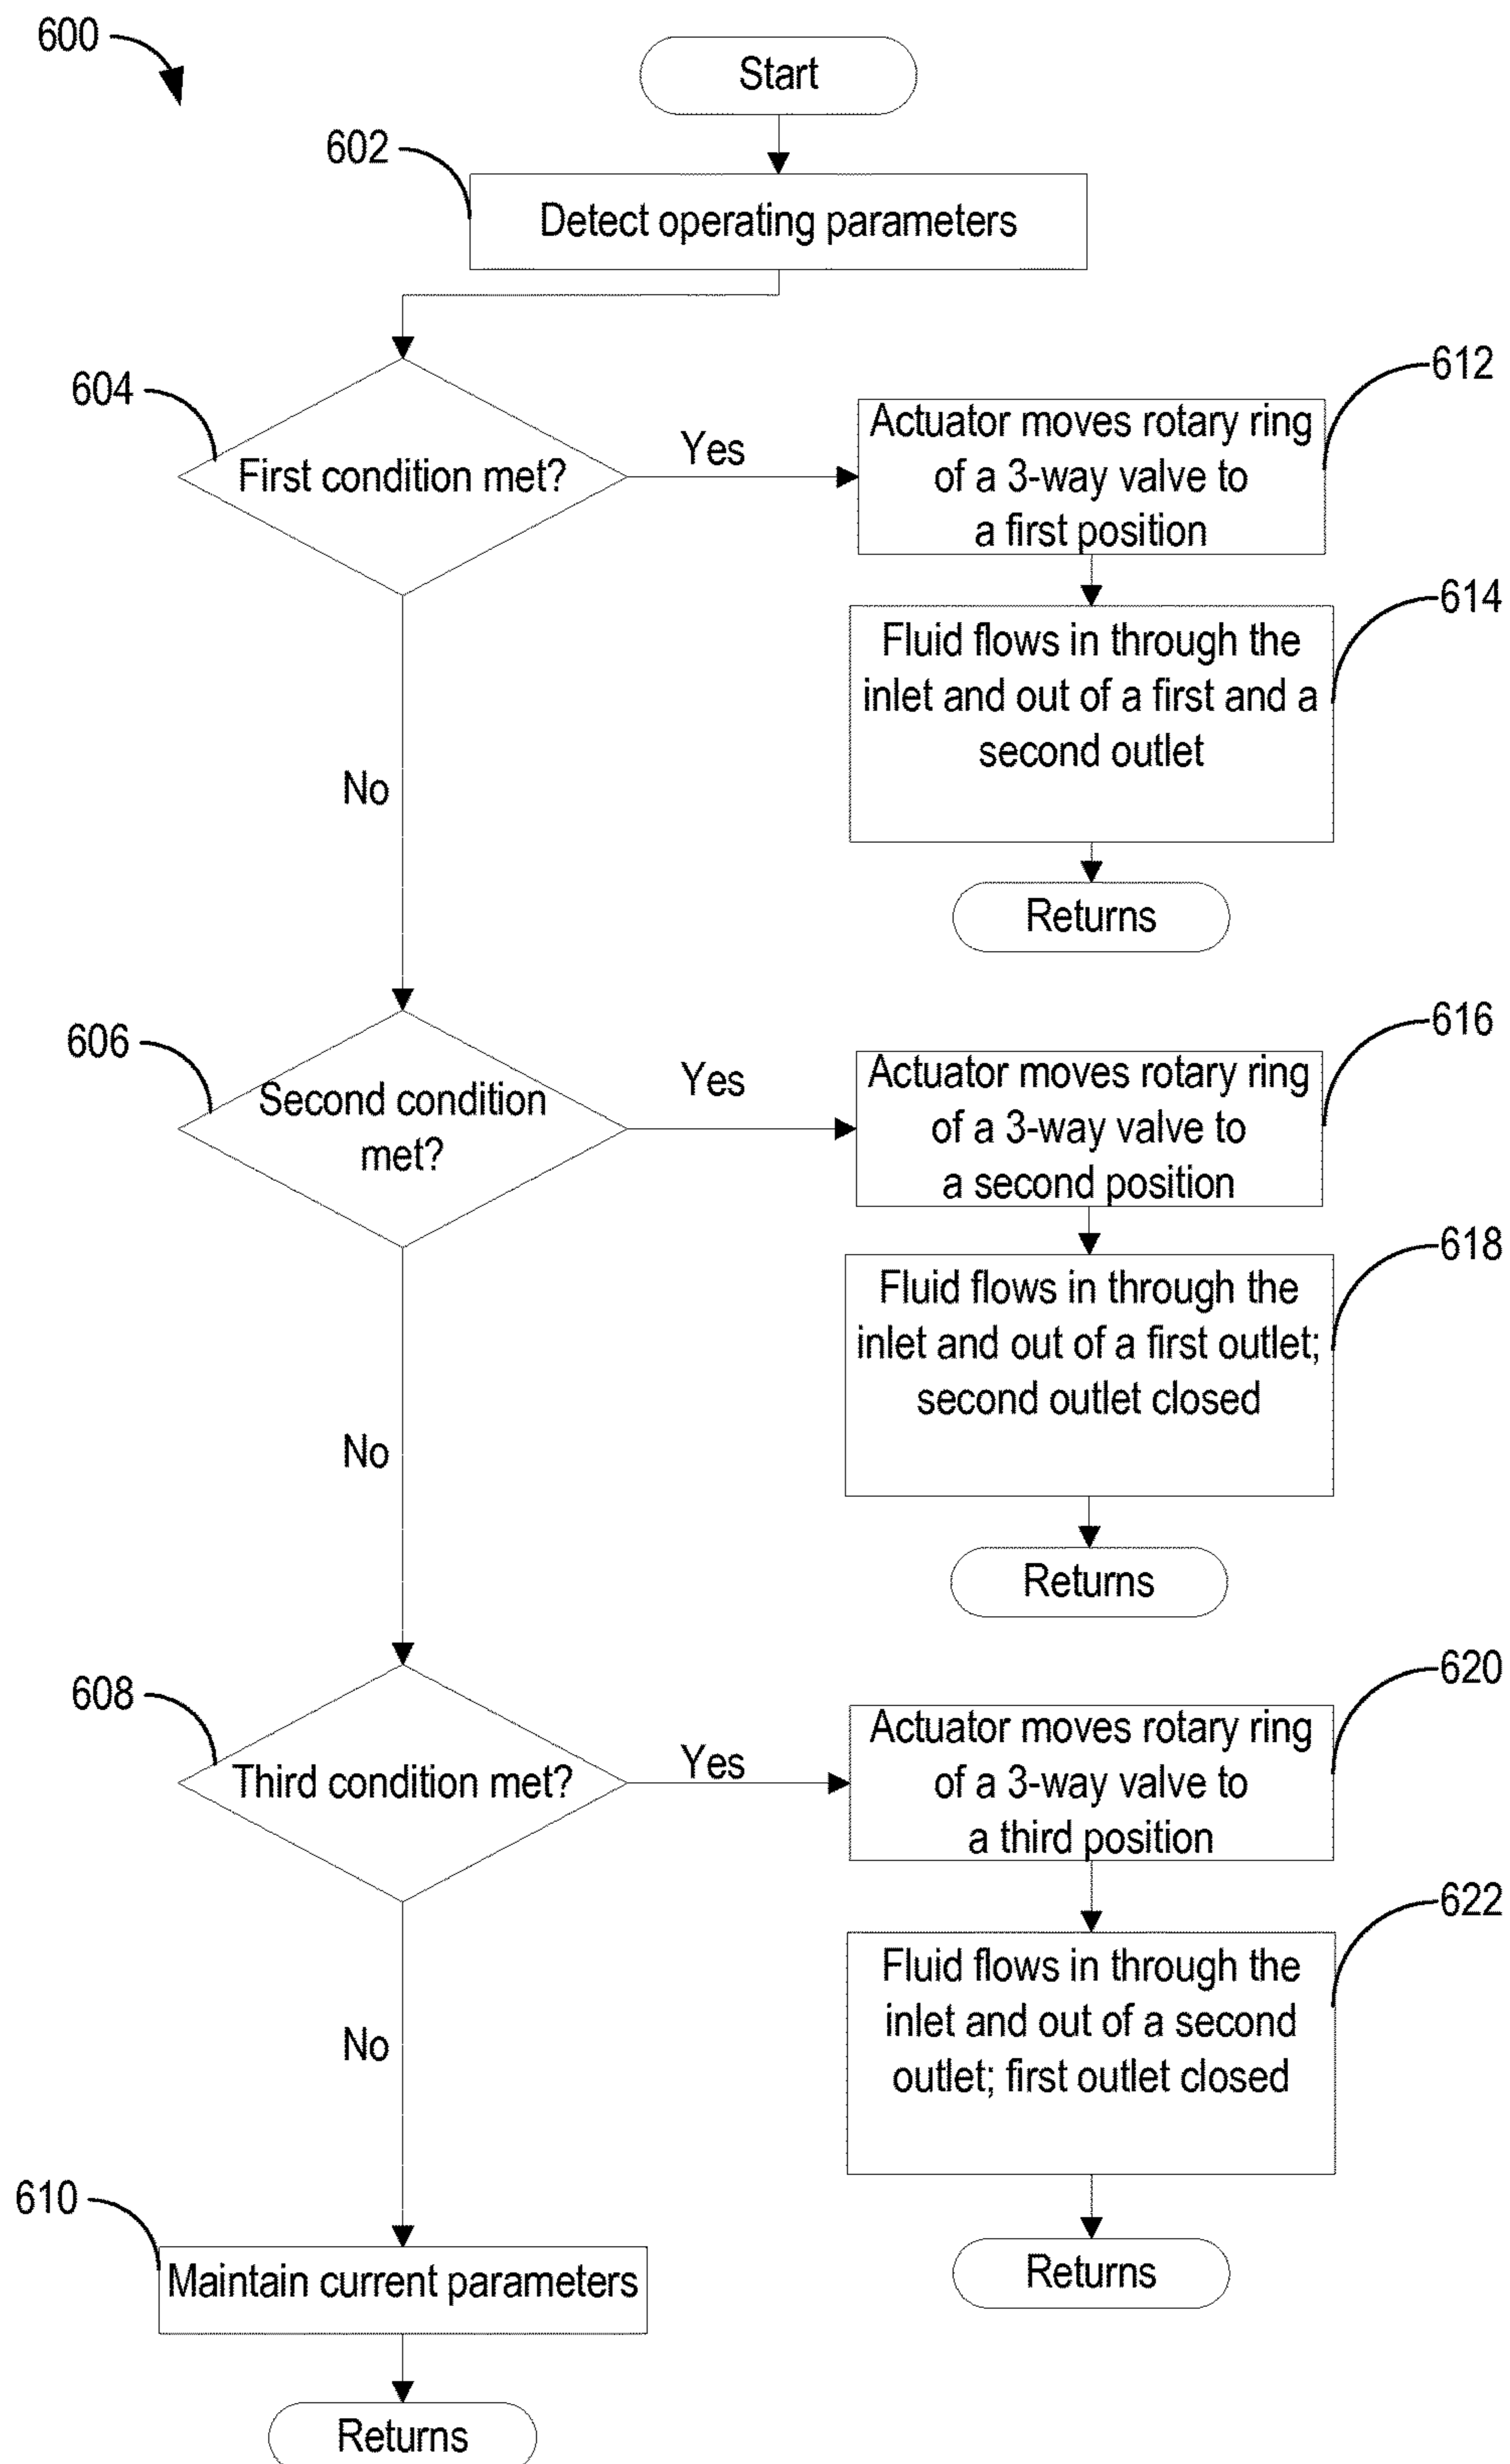 600
Start
602
Detect operating parameters
604
First condition met?
Yes
612
Actuator moves rotary ring
of a 3-way valve to
a first position
614
Fluid flows in through the
inlet and out of a first and a
second outlet
Returns
No
606
Second condition
met?
Yes
616
Actuator moves rotary ring
of a 3-way valve to
a second position
618
Fluid flows in through the
inlet and out of a first outlet;
second outlet closed
Returns
No
608
Third condition met?
Yes
620
Actuator moves rotary ring
of a 3-way valve to
a third position
622
Fluid flows in through the
inlet and out of a second
outlet; first outlet closed
Returns
No
610
Maintain current parameters
Returns